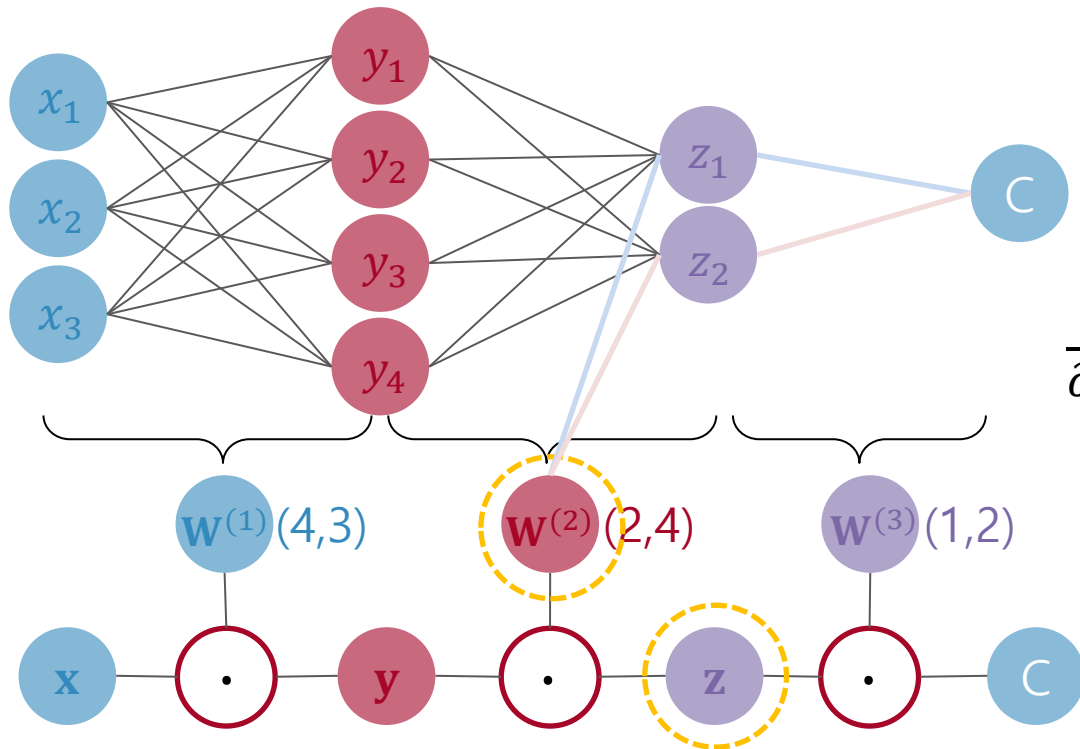 x₁
x₂
x₃
y₁
y₂
y₃
y₄
z₁
z₂
C
∂
W⁽¹⁾ (4,3)
W⁽²⁾ (2,4)
W⁽³⁾ (1,2)
x · y · z · C